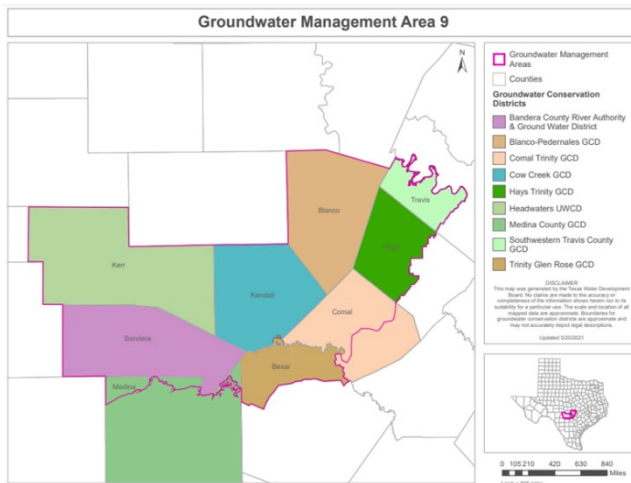 Groundwater Management Area 9
N
Groundwater Management
Areas
Counties
Groundwater Conservation
Districts
Bandera County River Authority
& Ground Water District
Blanco-Pedernales GCD
Comal Trinity GCD
Cow Creek GCD
Hays Trinity GCD
Headwaters UWCD
Medina County GCD
Southwestern Travis County
GCD
Trinity Glen Rose GCD
DISCLAIMER
This map was generated by the Texas Water Development
Board. No claims are made to the accuracy or
completeness of the information shown herein nor to its
suitability for a particular use. The scale and location of all
mapped data are approximate. Boundaries for
groundwater conservation districts are approximate and
may not accurately depict legal descriptions.
Updated 5/20/2021
Travis
Blanco
Hays
Kerr
Kendall
Comal
Bandera
Bexar
Medina
0 105 210 420 630 840
Miles